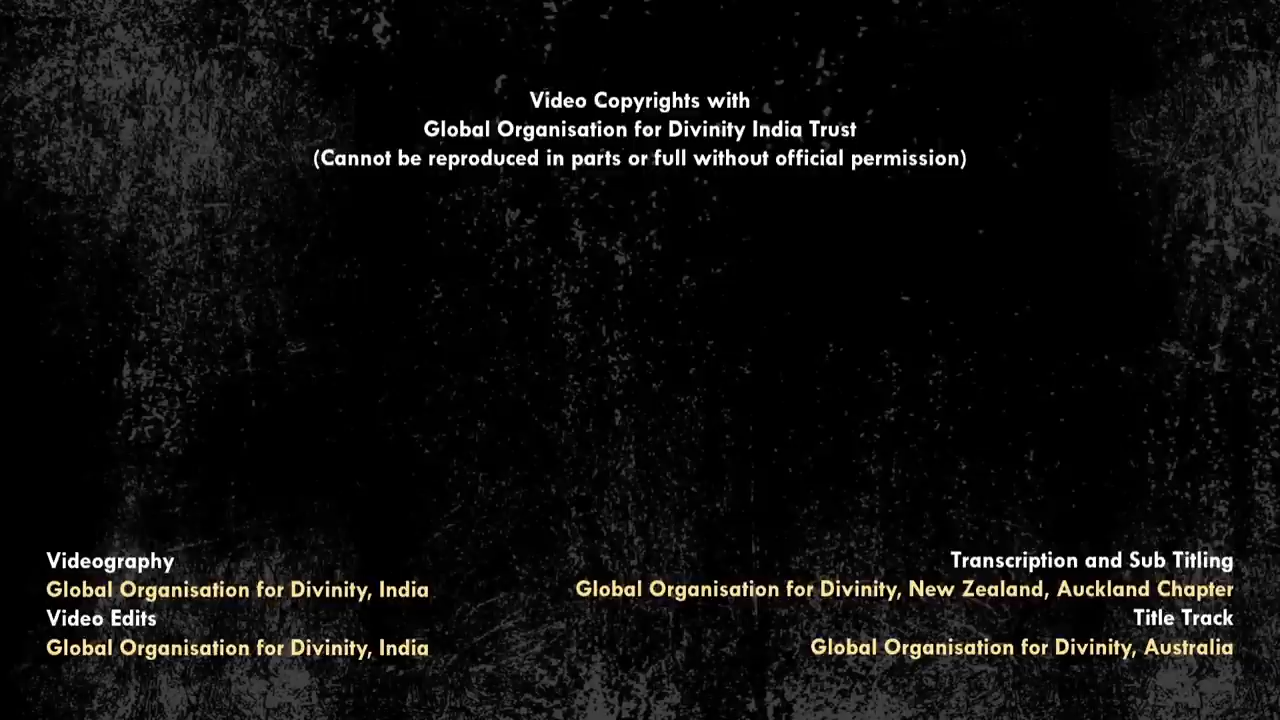 Video Copyrights with
Global Organisation for Divinity India Trust
(Cannot be reproduced in parts or full without official permission)
Videography
Global Organisation for Divinity, India
Video Edits
Global Organisation for Divinity, India
Transcription and Sub Titling
Global Organisation for Divinity, New Zealand, Auckland Chapter
Title Track
Global Organisation for Divinity, Australia